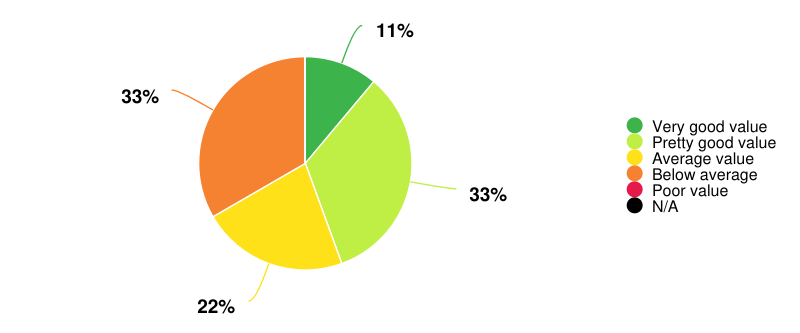 11%
33%
33%
22%
Very good value
Pretty good value
Average value
Below average
Poor value
N/A